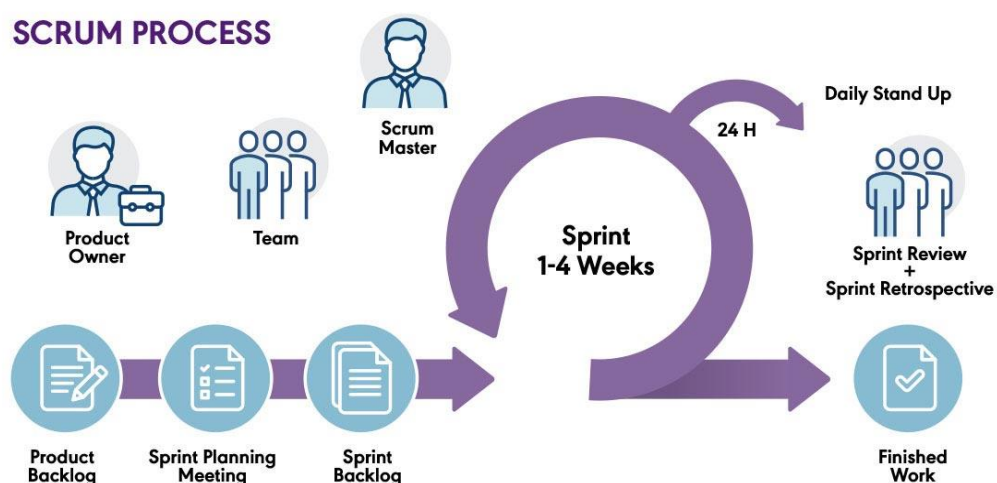 SCRUM PROCESS
Scrum
Master
Product
Owner
Team
Daily Stand Up
24 H
Sprint
1-4 Weeks
Sprint Review
+
Sprint Retrospective
Product
Backlog
Sprint Planning
Meeting
Sprint
Backlog
Finished
Work